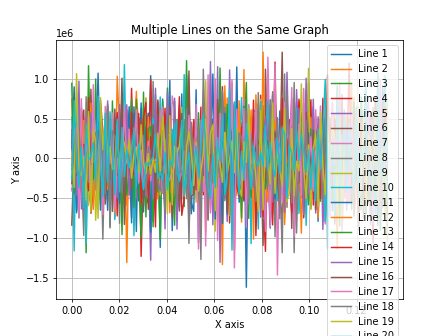 Multiple Lines on the Same Graph
1e6
1.0
0.5
0.0
−0.5
−1.0
−1.5
Y axis
0.00
0.02
0.04
0.06
0.08
0.10
X axis
Line 1
Line 2
Line 3
Line 4
Line 5
Line 6
Line 7
Line 8
Line 9
Line 10
Line 11
Line 12
Line 13
Line 14
Line 15
Line 16
Line 17
Line 18
Line 19
Line 20